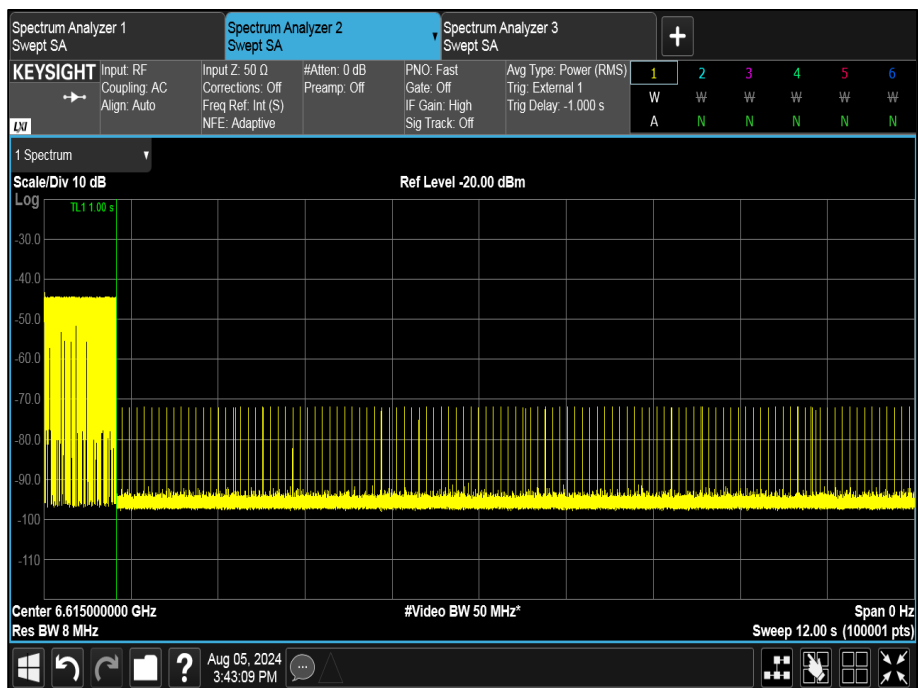 Spectrum Analyzer 1
Swept SA
Spectrum Analyzer 2
Swept SA
Spectrum Analyzer 3
Swept SA
+
KEYSIGHT
LXI
Input: RF
Coupling: AC
Align: Auto
Input Z: 50 Ω
Corrections: Off
Freq Ref: Int (S)
NFE: Adaptive
#Atten: 0 dB
Preamp: Off
PNO: Fast
Gate: Off
IF Gain: High
Sig Track: Off
Avg Type: Power (RMS)
Trig: External 1
Trig Delay: -1.000 s
1 2 3 4 5 6
W W W W W W
A N N N N N
1 Spectrum
Scale/Div 10 dB
Ref Level -20.00 dBm
Log
TL1 1.00 s
-30.0
-40.0
-50.0
-60.0
-70.0
-80.0
-90.0
-100
-110
Center 6.615000000 GHz
#Video BW 50 MHz*
Span 0 Hz
Res BW 8 MHz
Sweep 12.00 s (100001 pts)
?
Aug 05, 2024
3:43:09 PM